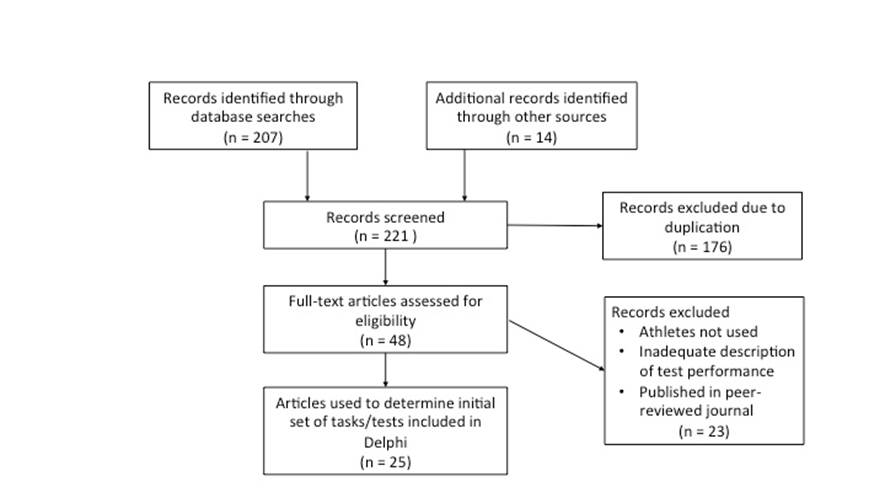 Records identified through
database searches
(n = 207)
Additional records identified
through other sources
(n = 14)
Records screened
(n = 221 )
Records excluded due to
duplication
(n = 176)
Full-text articles assessed for
eligibility
(n = 48)
Records excluded
• Athletes not used
• Inadequate description
of test performance
• Published in peer-
reviewed journal
(n = 23)
Articles used to determine initial
set of tasks/tests included in
Delphi
(n = 25)